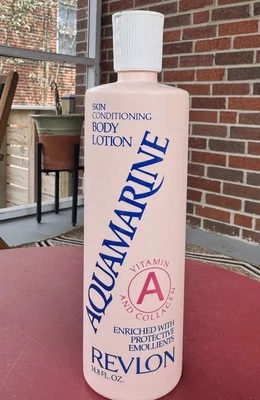 SKIN
CONDITIONING
BODY
LOTION
AQUAMARINE
VITAMIN
A
AND COLLAGEN
ENRICHED WITH
PROTECTIVE
EMOLLIENTS
REVLON
14.8 FL. OZ.